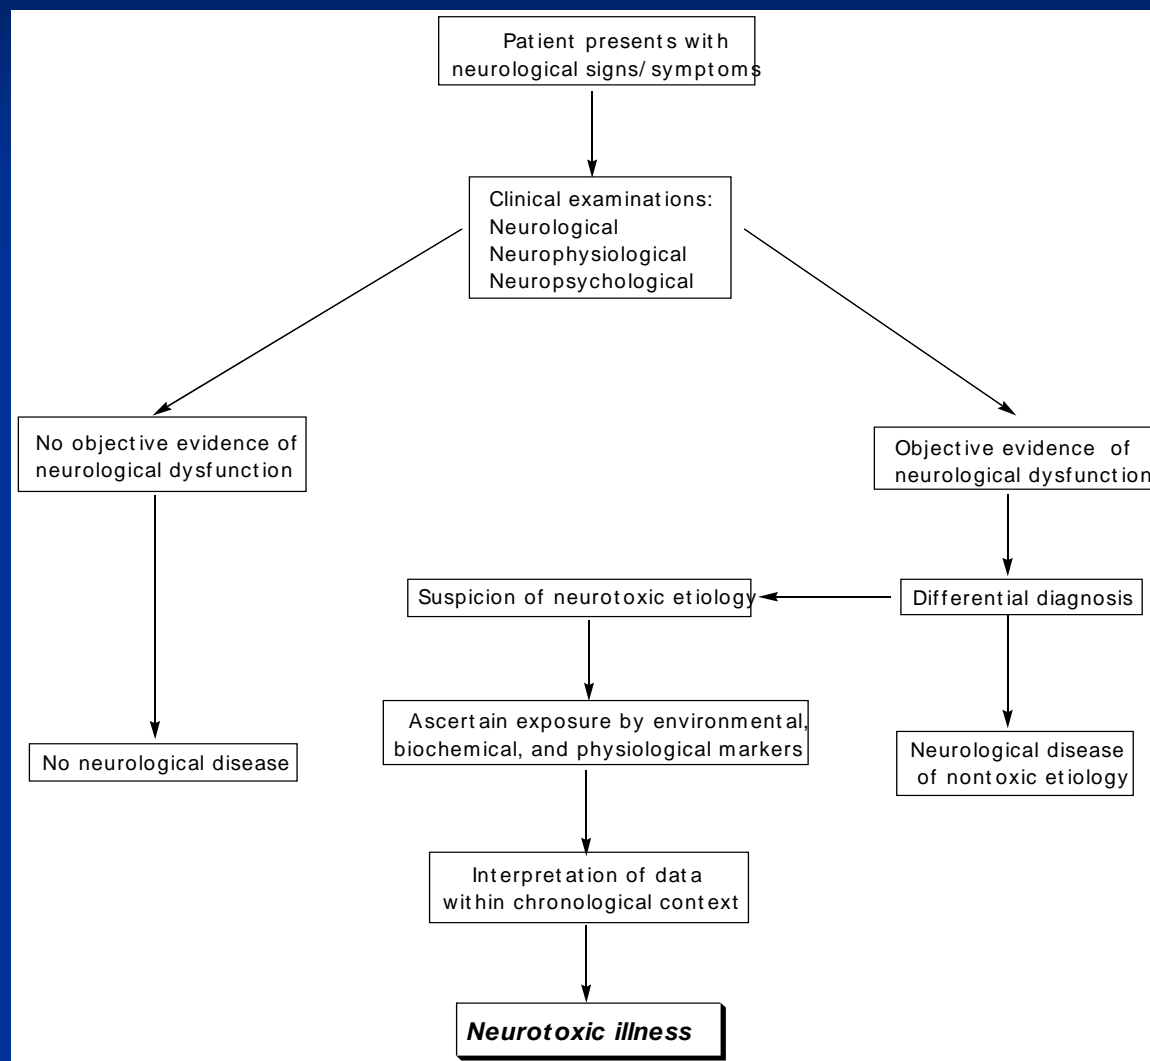 Patient presents with
neurological signs/symptoms
Clinical examinations:
Neurological
Neurophysiological
Neuropsychological
No objective evidence of
neurological dysfunction
Objective evidence of
neurological dysfunction
Suspicion of neurotoxic etiology
Differential diagnosis
Ascertain exposure by environmental,
biochemical, and physiological markers
No neurological disease
Neurological disease
of nontoxic etiology
Interpretation of data
within chronological context
Neurotoxic illness